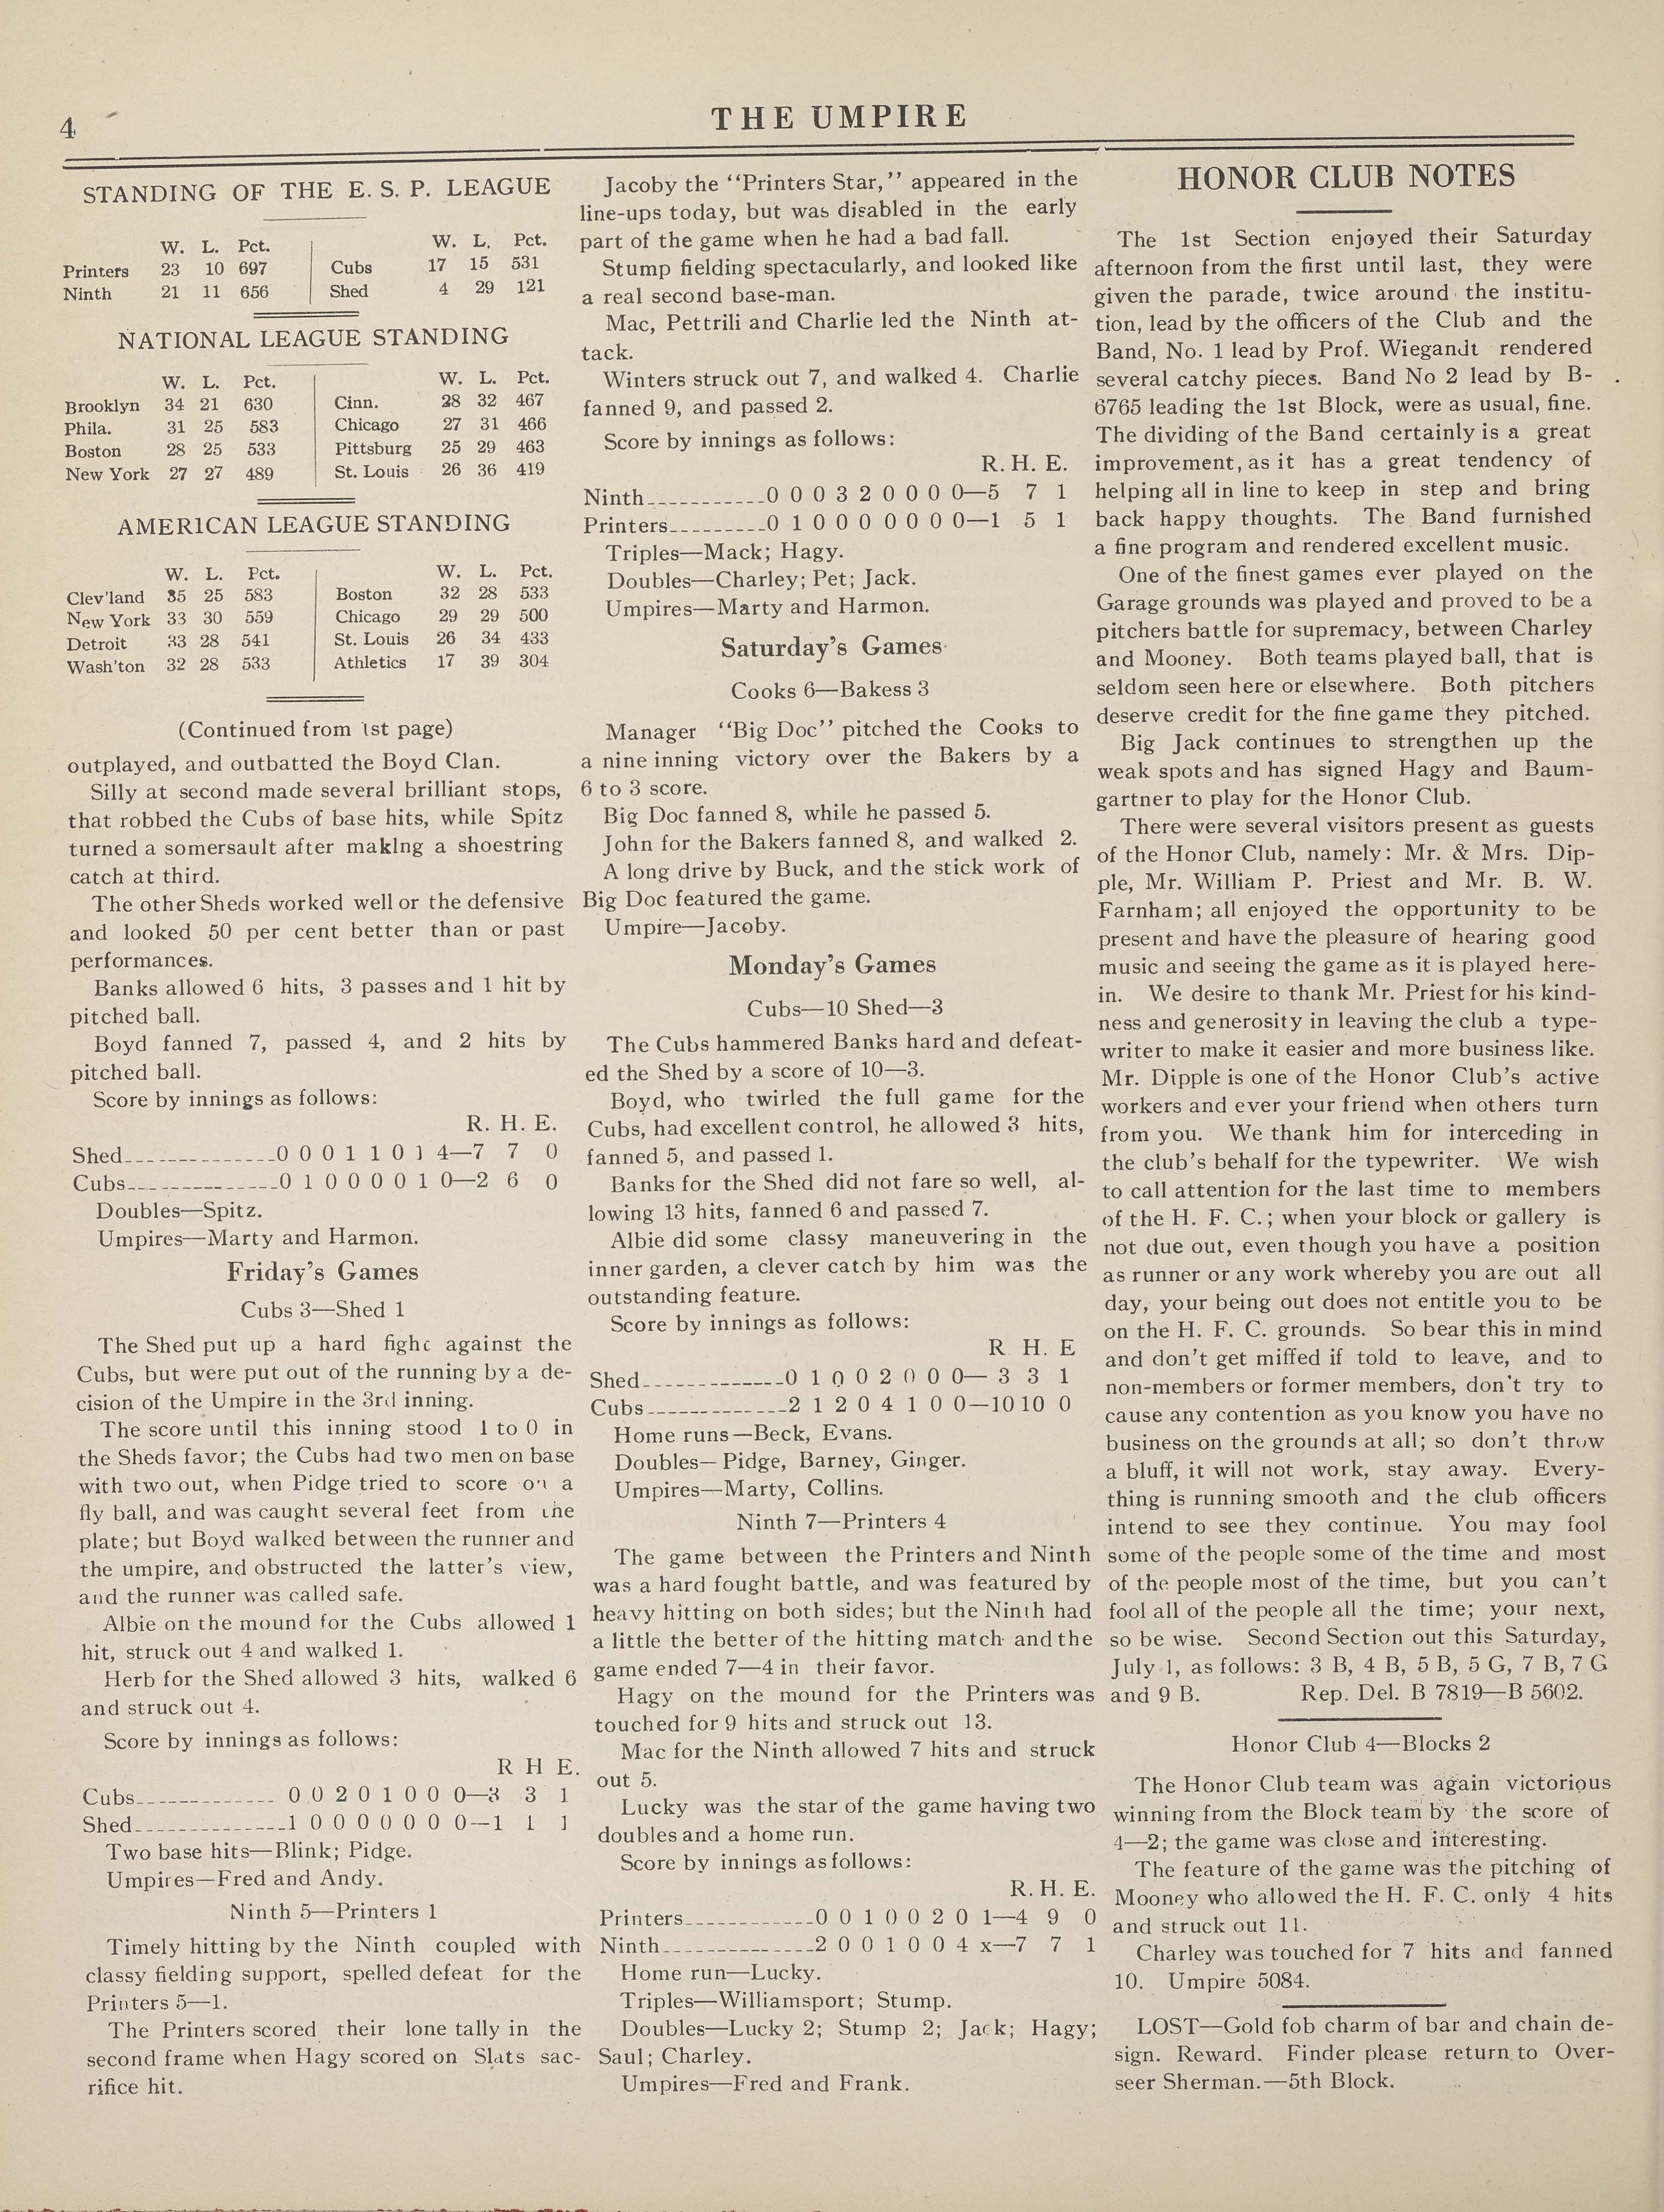 4
THE UMPIRE
STANDING OF THE E. S. P. LEAGUE
W. L. Pct. W. L. Pct.
Printers 23 10 697 Cubs 17 15 531
Ninth 21 11 656 Shed 4 29 121
NATIONAL LEAGUE STANDING
W. L. Pct. W. L. Pct.
Brooklyn 34 21 630 Cinn. 28 32 467
Phila. 31 25 583 Chicago 27 31 466
Boston 28 25 533 Pittsburg 25 29 463
New York 27 27 489 St. Louis 26 36 419
AMERICAN LEAGUE STANDING
W. L. Pct. W. L. Pct.
Clev'land 35 25 583 Boston 32 28 533
New York 33 30 559 Chicago 29 29 500
Detroit 33 28 541 St. Louis 26 34 433
Wash'ton 32 28 533 Athletics 17 39 304
(Continued from 1st page)
outplayed, and outbatted the Boyd Clan.
Silly at second made several brilliant stops,
that robbed the Cubs of base hits, while Spitz
turned a somersault after makIng a shoestring
catch at third.
The other Sheds worked well or the defensive
and looked 50 per cent better than or past
performances.
Banks allowed 6 hits, 3 passes and 1 hit by
pitched ball.
Boyd fanned 7, passed 4, and 2 hits by
pitched ball.
Score by innings as follows:
R. H. E.
Shed 0 0 0 1 1 0 1 4—7 7 0
Cubs 0 1 0 0 0 0 1 0—2 6 0
Doubles—Spitz.
Umpires—Marty and Harmon.
Friday's Games
Cubs 3—Shed 1
The Shed put up a hard fight against the
Cubs, but were put out of the running by a de-
cision of the Umpire in the 3rd inning.
The score until this inning stood 1 to 0 in
the Sheds favor; the Cubs had two men on base
with two out, when Pidge tried to score on a
fly ball, and was caught several feet from the
plate; but Boyd walked between the runner and
the umpire, and obstructed the latter's view,
and the runner was called safe.
Albie on the mound for the Cubs allowed 1
hit, struck out 4 and walked 1.
Herb for the Shed allowed 3 hits, walked 6
and struck out 4.
Score by innings as follows:
R H E.
Cubs 0 0 2 0 1 0 0 0—3 3 1
Shed 1 0 0 0 0 0 0 0—1 1 1
Two base hits—Blink; Pidge.
Umpires—Fred and Andy.
Ninth 5—Printers 1
Timely hitting by the Ninth coupled with
classy fielding support, spelled defeat for the
Printers 5—1.
The Printers scored their lone tally in the
second frame when Hagy scored on Slats sac-
rifice hit.
Jacoby the "Printers Star," appeared in the
line-ups today, but was disabled in the early
part of the game when he had a bad fall.
Stump fielding spectacularly, and looked like
a real second base-man.
Mac, Pettrili and Charlie led the Ninth at-
tack.
Winters struck out 7, and walked 4. Charlie
fanned 9, and passed 2.
Score by innings as follows:
R. H. E.
Ninth 0 0 0 3 2 0 0 0 0—5 7 1
Printers 0 1 0 0 0 0 0 0 0—1 5 1
Triples—Mack; Hagy.
Doubles—Charley; Pet; Jack.
Umpires—Marty and Harmon.
Saturday's Games
Cooks 6—Bakess 3
Manager "Big Doc" pitched the Cooks to
a nine inning victory over the Bakers by a
6 to 3 score.
Big Doc fanned 8, while he passed 5.
John for the Bakers fanned 8, and walked 2.
A long drive by Buck, and the stick work of
Big Doc featured the game.
Umpire—Jacoby.
Monday's Games
Cubs—10 Shed—3
The Cubs hammered Banks hard and defeat-
ed the Shed by a score of 10—3.
Boyd, who twirled the full game for the
Cubs, had excellent control, he allowed 3 hits,
fanned 5, and passed 1.
Banks for the Shed did not fare so well, al-
lowing 13 hits, fanned 6 and passed 7.
Albie did some classy maneuvering in the
inner garden, a clever catch by him was the
outstanding feature.
Score by innings as follows:
R H. E
Shed 0 1 0 0 2 0 0 0— 3 3 1
Cubs 2 1 2 0 4 1 0 0—10 10 0
Home runs—Beck, Evans.
Doubles—Pidge, Barney, Ginger.
Umpires—Marty, Collins.
Ninth 7—Printers 4
The game between the Printers and Ninth
was a hard fought battle, and was featured by
heavy hitting on both sides; but the Ninth had
a little the better of the hitting match and the
game ended 7—4 in their favor.
Hagy on the mound for the Printers was
touched for 9 hits and struck out 13.
Mac for the Ninth allowed 7 hits and struck
out 5.
Lucky was the star of the game having two
doubles and a home run.
Score by innings as follows:
R. H. E.
Printers 0 0 1 0 0 2 0 1—4 9 0
Ninth 2 0 0 1 0 0 4 x—7 7 1
Home run—Lucky.
Triples—Williamsport; Stump.
Doubles—Lucky 2; Stump 2; Jack; Hagy;
Saul; Charley.
Umpires—Fred and Frank.
HONOR CLUB NOTES
The 1st Section enjoyed their Saturday
afternoon from the first until last, they were
given the parade, twice around the institu-
tion, lead by the officers of the Club and the
Band, No. 1 lead by Prof. Wiegandt rendered
several catchy pieces. Band No 2 lead by B-
6765 leading the 1st Block, were as usual, fine.
The dividing of the Band certainly is a great
improvement, as it has a great tendency of
helping all in line to keep in step and bring
back happy thoughts. The Band furnished
a fine program and rendered excellent music.
One of the finest games ever played on the
Garage grounds was played and proved to be a
pitchers battle for supremacy, between Charley
and Mooney. Both teams played ball, that is
seldom seen here or elsewhere. Both pitchers
deserve credit for the fine game they pitched.
Big Jack continues to strengthen up the
weak spots and has signed Hagy and Baum-
gartner to play for the Honor Club.
There were several visitors present as guests
of the Honor Club, namely: Mr. & Mrs. Dip-
ple, Mr. William P. Priest and Mr. B. W.
Farnham; all enjoyed the opportunity to be
present and have the pleasure of hearing good
music and seeing the game as it is played here-
in. We desire to thank Mr. Priest for his kind-
ness and generosity in leaving the club a type-
writer to make it easier and more business like.
Mr. Dipple is one of the Honor Club's active
workers and ever your friend when others turn
from you. We thank him for interceding in
the club's behalf for the typewriter. We wish
to call attention for the last time to members
of the H. F. C.; when your block or gallery is
not due out, even though you have a position
as runner or any work whereby you are out all
day, your being out does not entitle you to be
on the H. F. C. grounds. So bear this in mind
and don't get miffed if told to leave, and to
non-members or former members, don't try to
cause any contention as you know you have no
business on the grounds at all; so don't throw
a bluff, it will not work, stay away. Every-
thing is running smooth and the club officers
intend to see they continue. You may fool
some of the people some of the time and most
of the people most of the time, but you can't
fool all of the people all the time; your next,
so be wise. Second Section out this Saturday,
July 1, as follows: 3 B, 4 B, 5 B, 5 G, 7 B, 7 G
and 9 B. Rep. Del. B 7819—B 5602.
Honor Club 4—Blocks 2
The Honor Club team was again victorious
winning from the Block team by the score of
4—2; the game was close and interesting.
The feature of the game was the pitching of
Mooney who allowed the H. F. C. only 4 hits
and struck out 11.
Charley was touched for 7 hits and fanned
10. Umpire 5084.
LOST—Gold fob charm of bar and chain de-
sign. Reward. Finder please return to Over-
seer Sherman.—5th Block.